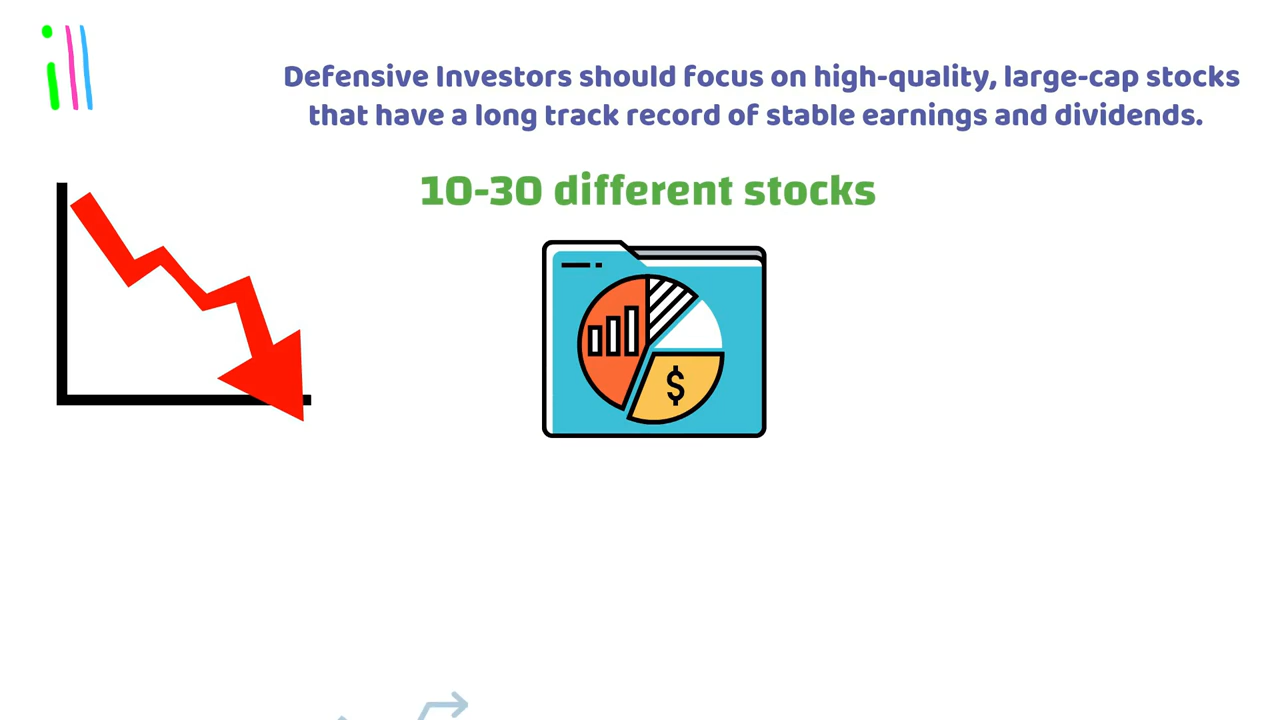 ill
Defensive Investors should focus on high-quality, large-cap stocks
that have a long track record of stable earnings and dividends.
10-30 different stocks
$